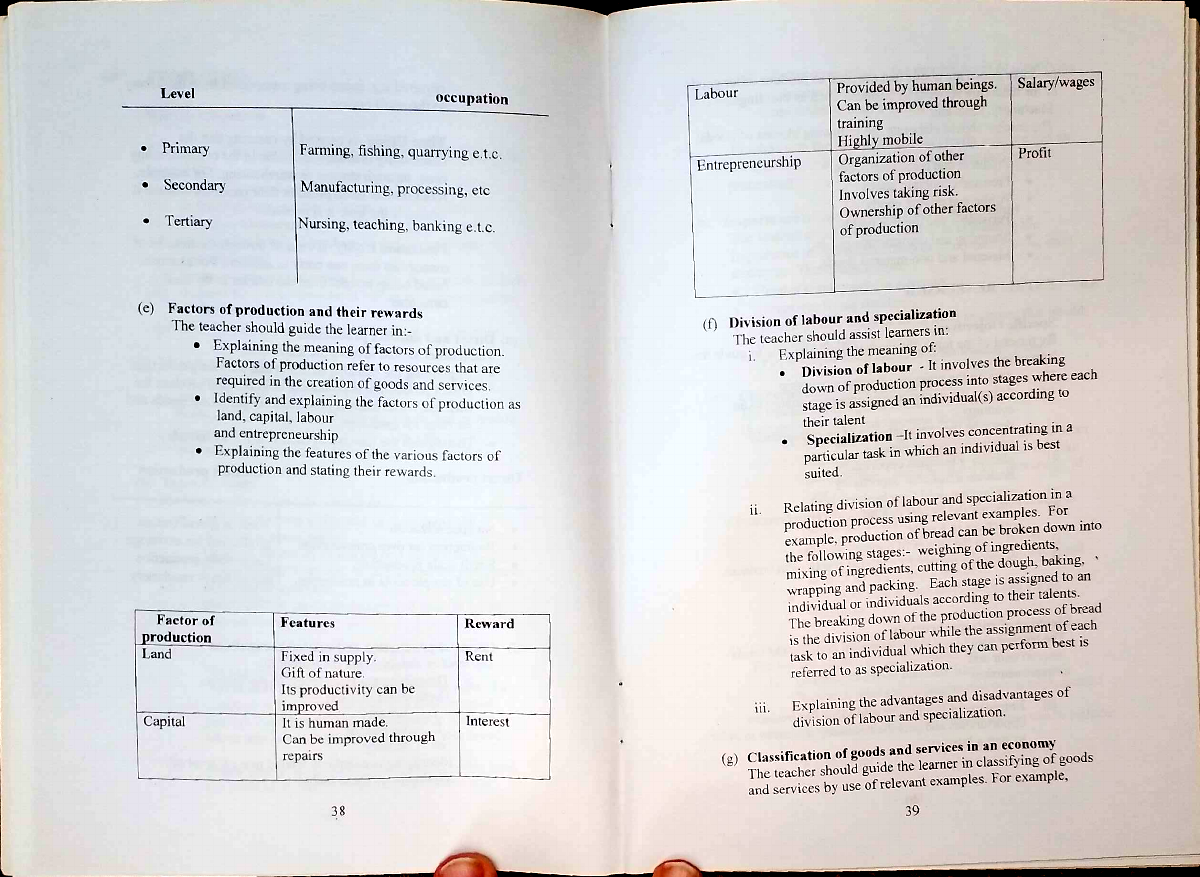 Level occupation
• Primary Farming, fishing, quarrying e.t.c.
• Secondary Manufacturing, processing, etc
• Tertiary Nursing, teaching, banking e.t.c.
(e) Factors of production and their rewards
The teacher should guide the learner in:-
• Explaining the meaning of factors of production.
Factors of production refer to resources that are
required in the creation of goods and services.
• Identify and explaining the factors of production as
land, capital, labour
and entrepreneurship
• Explaining the features of the various factors of
production and stating their rewards.
Factor of Features Reward
production
Land Fixed in supply. Rent
Gift of nature.
Its productivity can be
improved
Capital It is human made. Interest
Can be improved through
repairs
38
Labour Provided by human beings. Salary/wages
Can be improved through
training
Highly mobile
Entrepreneurship Organization of other Profit
factors of production
Involves taking risk.
Ownership of other factors
of production
(f) Division of labour and specialization
The teacher should assist learners in:
i. Explaining the meaning of:
• Division of labour - It involves the breaking
down of production process into stages where each
stage is assigned an individual(s) according to
their talent
• Specialization –It involves concentrating in a
particular task in which an individual is best
suited.
ii. Relating division of labour and specialization in a
production process using relevant examples. For
example, production of bread can be broken down into
the following stages:- weighing of ingredients,
mixing of ingredients, cutting of the dough, baking,
wrapping and packing. Each stage is assigned to an
individual or individuals according to their talents.
The breaking down of the production process of bread
is the division of labour while the assignment of each
task to an individual which they can perform best is
referred to as specialization.
iii. Explaining the advantages and disadvantages of
division of labour and specialization.
(g) Classification of goods and services in an economy
The teacher should guide the learner in classifying of goods
and services by use of relevant examples. For example,
39